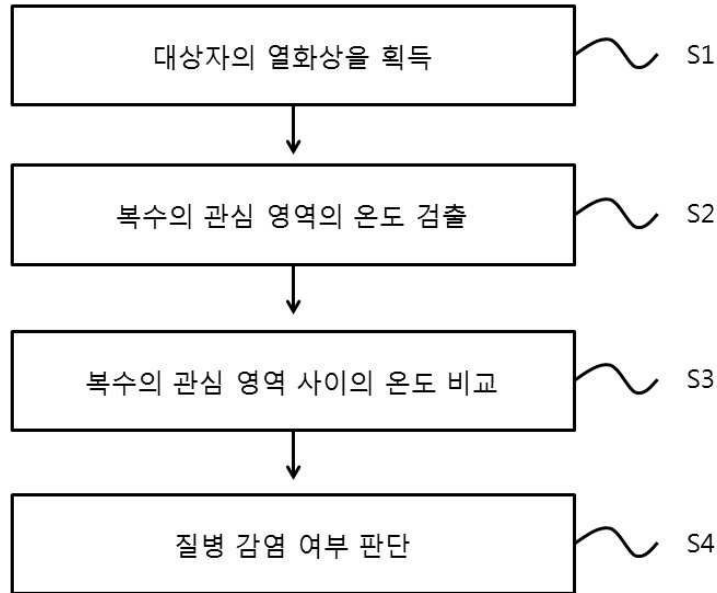 대상자의 열화상을 획득
S1
복수의 관심 영역의 온도 검출
S2
복수의 관심 영역 사이의 온도 비교
S3
질병 감염 여부 판단
S4